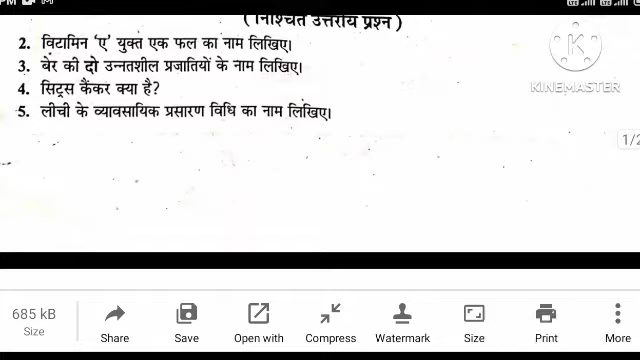 PM M
(निश्चित उत्तरीय प्रश्न)
2. विटामिन 'ए' युक्त एक फल का नाम लिखिए।
3. बेर की दो उन्नतशील प्रजातियों के नाम लिखिए।
K
4. सिट्रस कैंकर क्या है?
KINEMASTER
5. लीची के व्यावसायिक प्रसारण विधि का नाम लिखिए।
1/2
685 kB
Size
Share
Save
Open with
Compress
Watermark
Size
Print
More